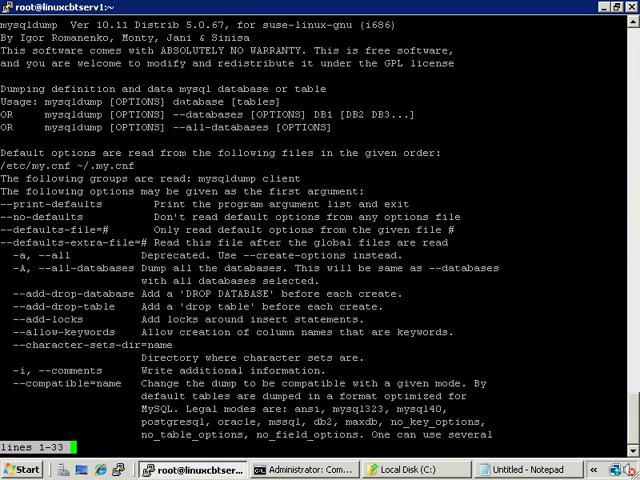 root@linuxcbtserv1:~
mysqldump  Ver 10.11 Distrib 5.0.67, for suse-linux-gnu (i686)
By Igor Romanenko, Monty, Jani & Sinisa
This software comes with ABSOLUTELY NO WARRANTY. This is free software,
and you are welcome to modify and redistribute it under the GPL license
Dumping definition and data mysql database or table
Usage: mysqldump [OPTIONS] database [tables]
OR     mysqldump [OPTIONS] --databases [OPTIONS] DB1 [DB2 DB3...]
OR     mysqldump [OPTIONS] --all-databases [OPTIONS]
Default options are read from the following files in the given order:
/etc/my.cnf ~/.my.cnf
The following groups are read: mysqldump client
The following options may be given as the first argument:
--print-defaults        Print the program argument list and exit
--no-defaults           Don't read default options from any options file
--defaults-file=#       Only read default options from the given file #
--defaults-extra-file=# Read this file after the global files are read
  -a, --all           Deprecated. Use --create-options instead.
  -A, --all-databases Dump all the databases. This will be same as --databases
                      with all databases selected.
  --add-drop-database Add a 'DROP DATABASE' before each create.
  --add-drop-table    Add a 'drop table' before each create.
  --add-locks         Add locks around insert statements.
  --allow-keywords    Allow creation of column names that are keywords.
  --character-sets-dir=name
                      Directory where character sets are.
  -i, --comments      Write additional information.
  --compatible=name   Change the dump to be compatible with a given mode. By
                      default tables are dumped in a format optimized for
                      MySQL. Legal modes are: ansi, mysql323, mysql40,
                      postgresql, oracle, mssql, db2, maxdb, no_key_options,
                      no_table_options, no_field_options. One can use several
lines 1-33
Start root@linuxcbtser... Administrator: Com... Local Disk (C:) Untitled - Notepad «